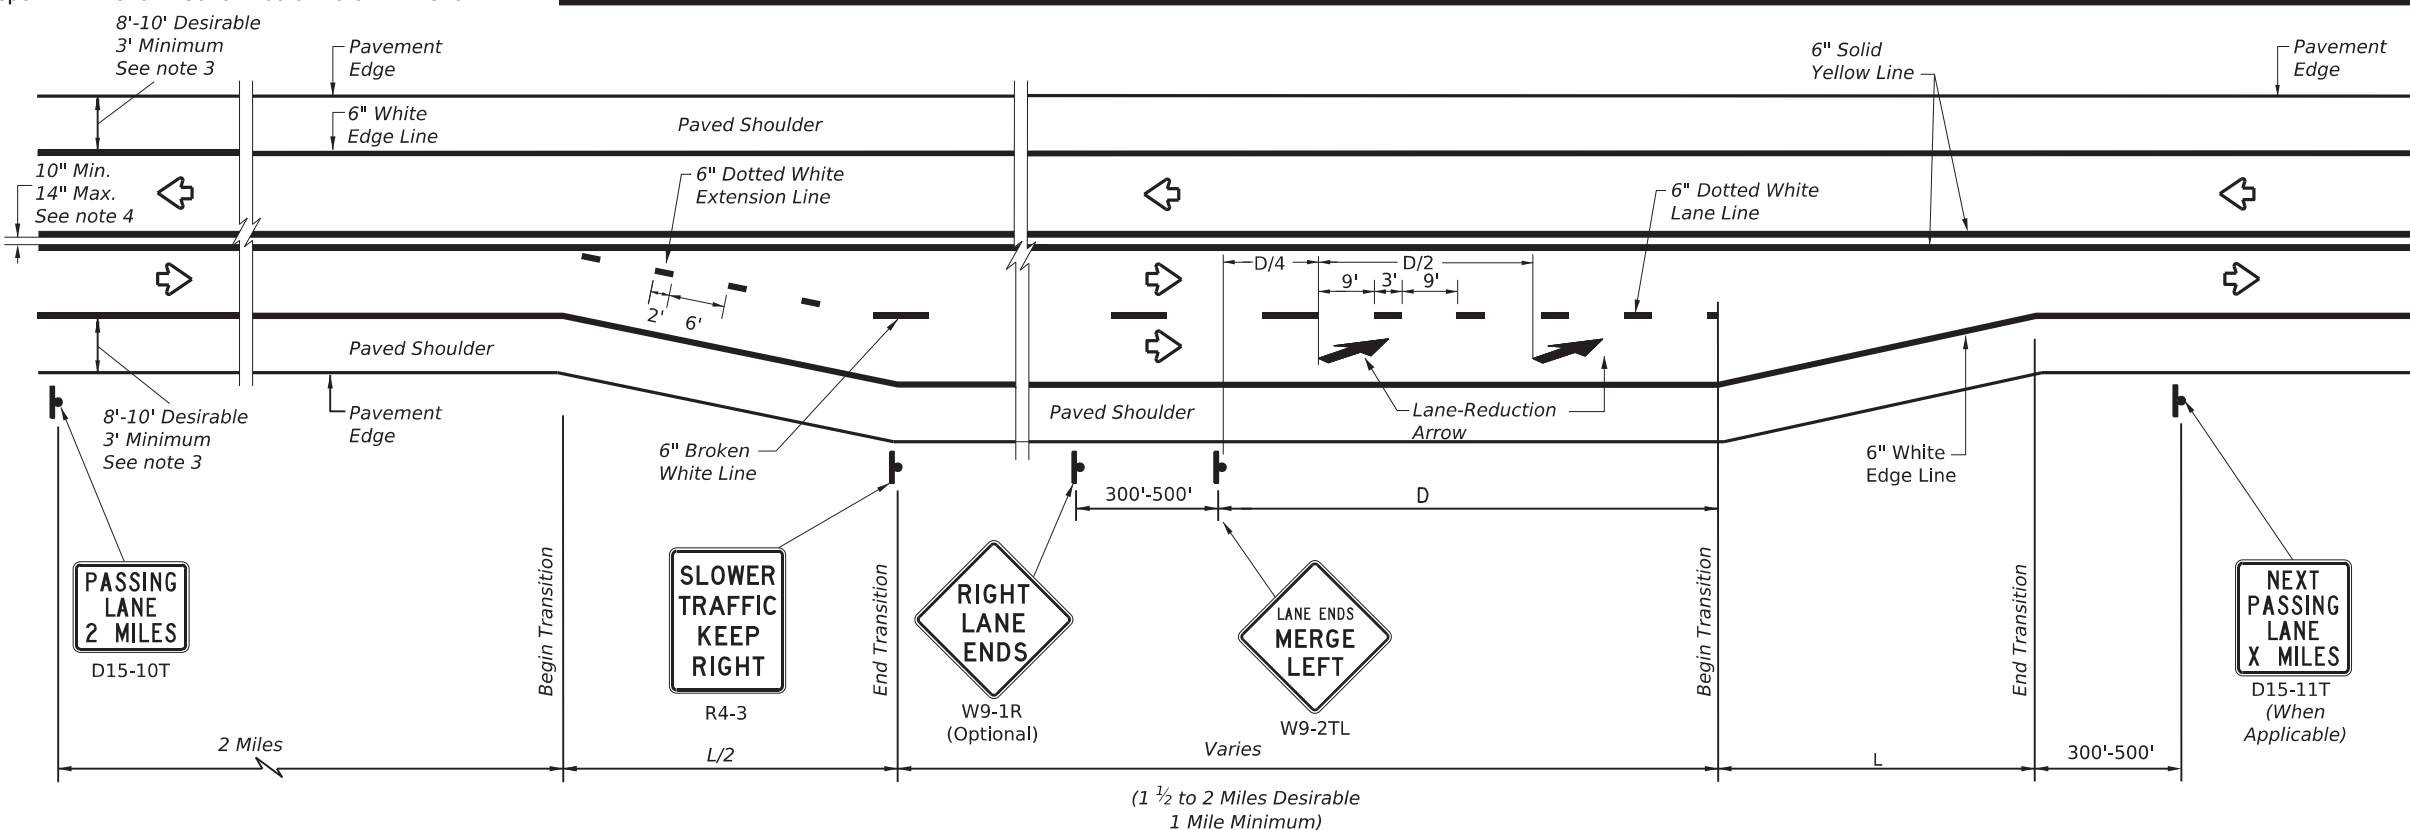 8'-10' Desirable
3' Minimum
See note 3
Pavement
Edge
6" Solid
Yellow Line
Pavement
Edge
6" White
Edge Line
Paved Shoulder
10" Min.
14" Max.
See note 4
6" Dotted White
Extension Line
6" Dotted White
Lane Line
D/4
D/2
9'
3'
9'
2'
6'
Paved Shoulder
8'-10' Desirable
3' Minimum
See note 3
Pavement
Edge
6" Broken
White Line
Paved Shoulder
Lane-Reduction
Arrow
6" White
Edge Line
300'-500'
D
PASSING
LANE
2 MILES
D15-10T
Begin Transition
SLOWER
TRAFFIC
KEEP
RIGHT
R4-3
End Transition
RIGHT
LANE
ENDS
W9-1R
(Optional)
LANE ENDS
MERGE
LEFT
W9-2TL
Begin Transition
End Transition
NEXT
PASSING
LANE
X MILES
D15-11T
(When
Applicable)
2 Miles
L/2
Varies
(1 ½ to 2 Miles Desirable
1 Mile Minimum)
L
300'-500'